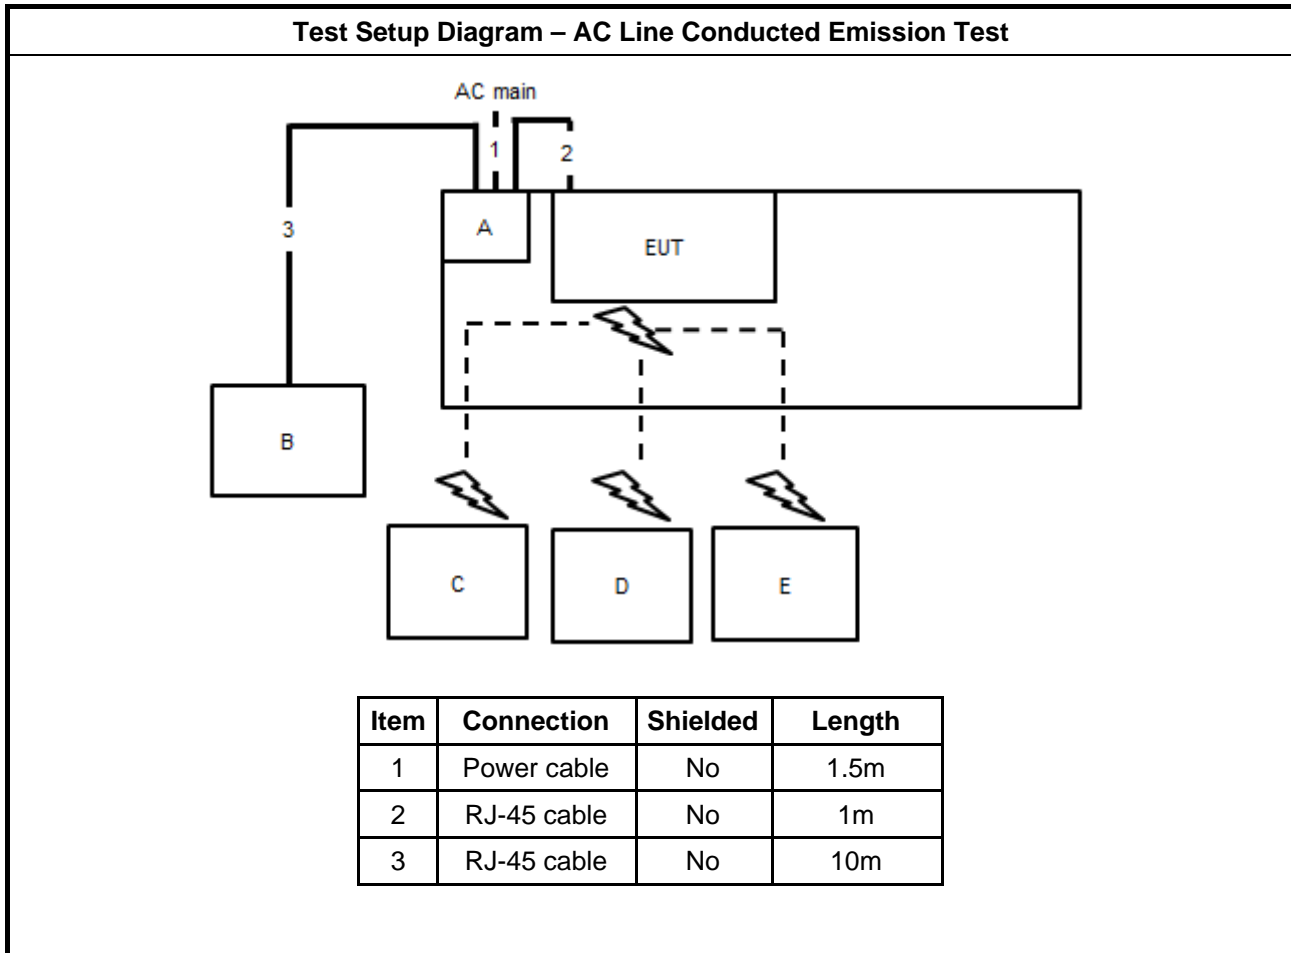 Test Setup Diagram – AC Line Conducted Emission Test
AC main
1
2
3
A
EUT
B
C
D
E
Item Connection Shielded Length
1 Power cable No 1.5m
2 RJ-45 cable No 1m
3 RJ-45 cable No 10m